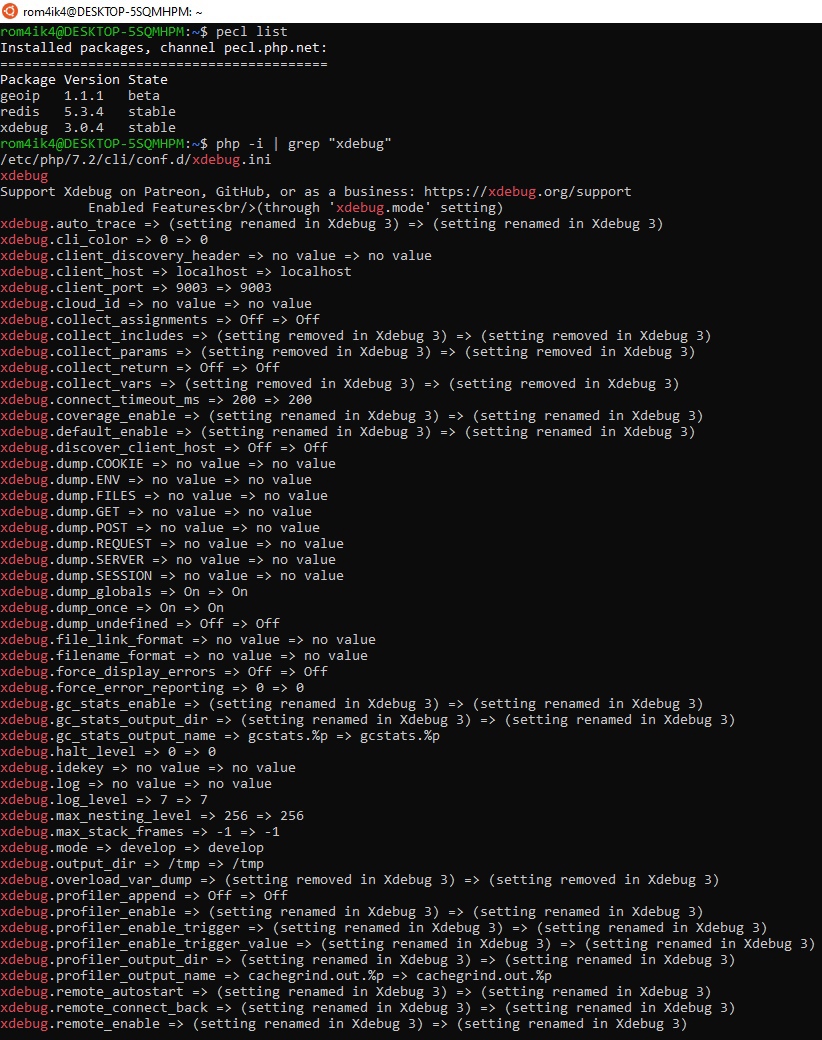 rom4ik4@DESKTOP-5SQMHPM: ~
rom4ik4@DESKTOP-5SQMHPM:~$ pecl list
Installed packages, channel pecl.php.net:
=========================================
Package Version State
geoip   1.1.1   beta
redis   5.3.4   stable
xdebug  3.0.4   stable
rom4ik4@DESKTOP-5SQMHPM:~$ php -i | grep "xdebug"
/etc/php/7.2/cli/conf.d/xdebug.ini
xdebug
Support Xdebug on Patreon, GitHub, or as a business: https://xdebug.org/support
           Enabled Features<br/>(through 'xdebug.mode' setting)
xdebug.auto_trace => (setting renamed in Xdebug 3) => (setting renamed in Xdebug 3)
xdebug.cli_color => 0 => 0
xdebug.client_discovery_header => no value => no value
xdebug.client_host => localhost => localhost
xdebug.client_port => 9003 => 9003
xdebug.cloud_id => no value => no value
xdebug.collect_assignments => Off => Off
xdebug.collect_includes => (setting removed in Xdebug 3) => (setting removed in Xdebug 3)
xdebug.collect_params => (setting removed in Xdebug 3) => (setting removed in Xdebug 3)
xdebug.collect_return => Off => Off
xdebug.collect_vars => (setting removed in Xdebug 3) => (setting removed in Xdebug 3)
xdebug.connect_timeout_ms => 200 => 200
xdebug.coverage_enable => (setting renamed in Xdebug 3) => (setting renamed in Xdebug 3)
xdebug.default_enable => (setting renamed in Xdebug 3) => (setting renamed in Xdebug 3)
xdebug.discover_client_host => Off => Off
xdebug.dump.COOKIE => no value => no value
xdebug.dump.ENV => no value => no value
xdebug.dump.FILES => no value => no value
xdebug.dump.GET => no value => no value
xdebug.dump.POST => no value => no value
xdebug.dump.REQUEST => no value => no value
xdebug.dump.SERVER => no value => no value
xdebug.dump.SESSION => no value => no value
xdebug.dump_globals => On => On
xdebug.dump_once => On => On
xdebug.dump_undefined => Off => Off
xdebug.file_link_format => no value => no value
xdebug.filename_format => no value => no value
xdebug.force_display_errors => Off => Off
xdebug.force_error_reporting => 0 => 0
xdebug.gc_stats_enable => (setting renamed in Xdebug 3) => (setting renamed in Xdebug 3)
xdebug.gc_stats_output_dir => (setting renamed in Xdebug 3) => (setting renamed in Xdebug 3)
xdebug.gc_stats_output_name => gcstats.%p => gcstats.%p
xdebug.halt_level => 0 => 0
xdebug.idekey => no value => no value
xdebug.log => no value => no value
xdebug.log_level => 7 => 7
xdebug.max_nesting_level => 256 => 256
xdebug.max_stack_frames => -1 => -1
xdebug.mode => develop => develop
xdebug.output_dir => /tmp => /tmp
xdebug.overload_var_dump => (setting removed in Xdebug 3) => (setting removed in Xdebug 3)
xdebug.profiler_append => Off => Off
xdebug.profiler_enable => (setting renamed in Xdebug 3) => (setting renamed in Xdebug 3)
xdebug.profiler_enable_trigger => (setting renamed in Xdebug 3) => (setting renamed in Xdebug 3)
xdebug.profiler_enable_trigger_value => (setting renamed in Xdebug 3) => (setting renamed in Xdebug 3)
xdebug.profiler_output_dir => (setting renamed in Xdebug 3) => (setting renamed in Xdebug 3)
xdebug.profiler_output_name => cachegrind.out.%p => cachegrind.out.%p
xdebug.remote_autostart => (setting renamed in Xdebug 3) => (setting renamed in Xdebug 3)
xdebug.remote_connect_back => (setting renamed in Xdebug 3) => (setting renamed in Xdebug 3)
xdebug.remote_enable => (setting renamed in Xdebug 3) => (setting renamed in Xdebug 3)